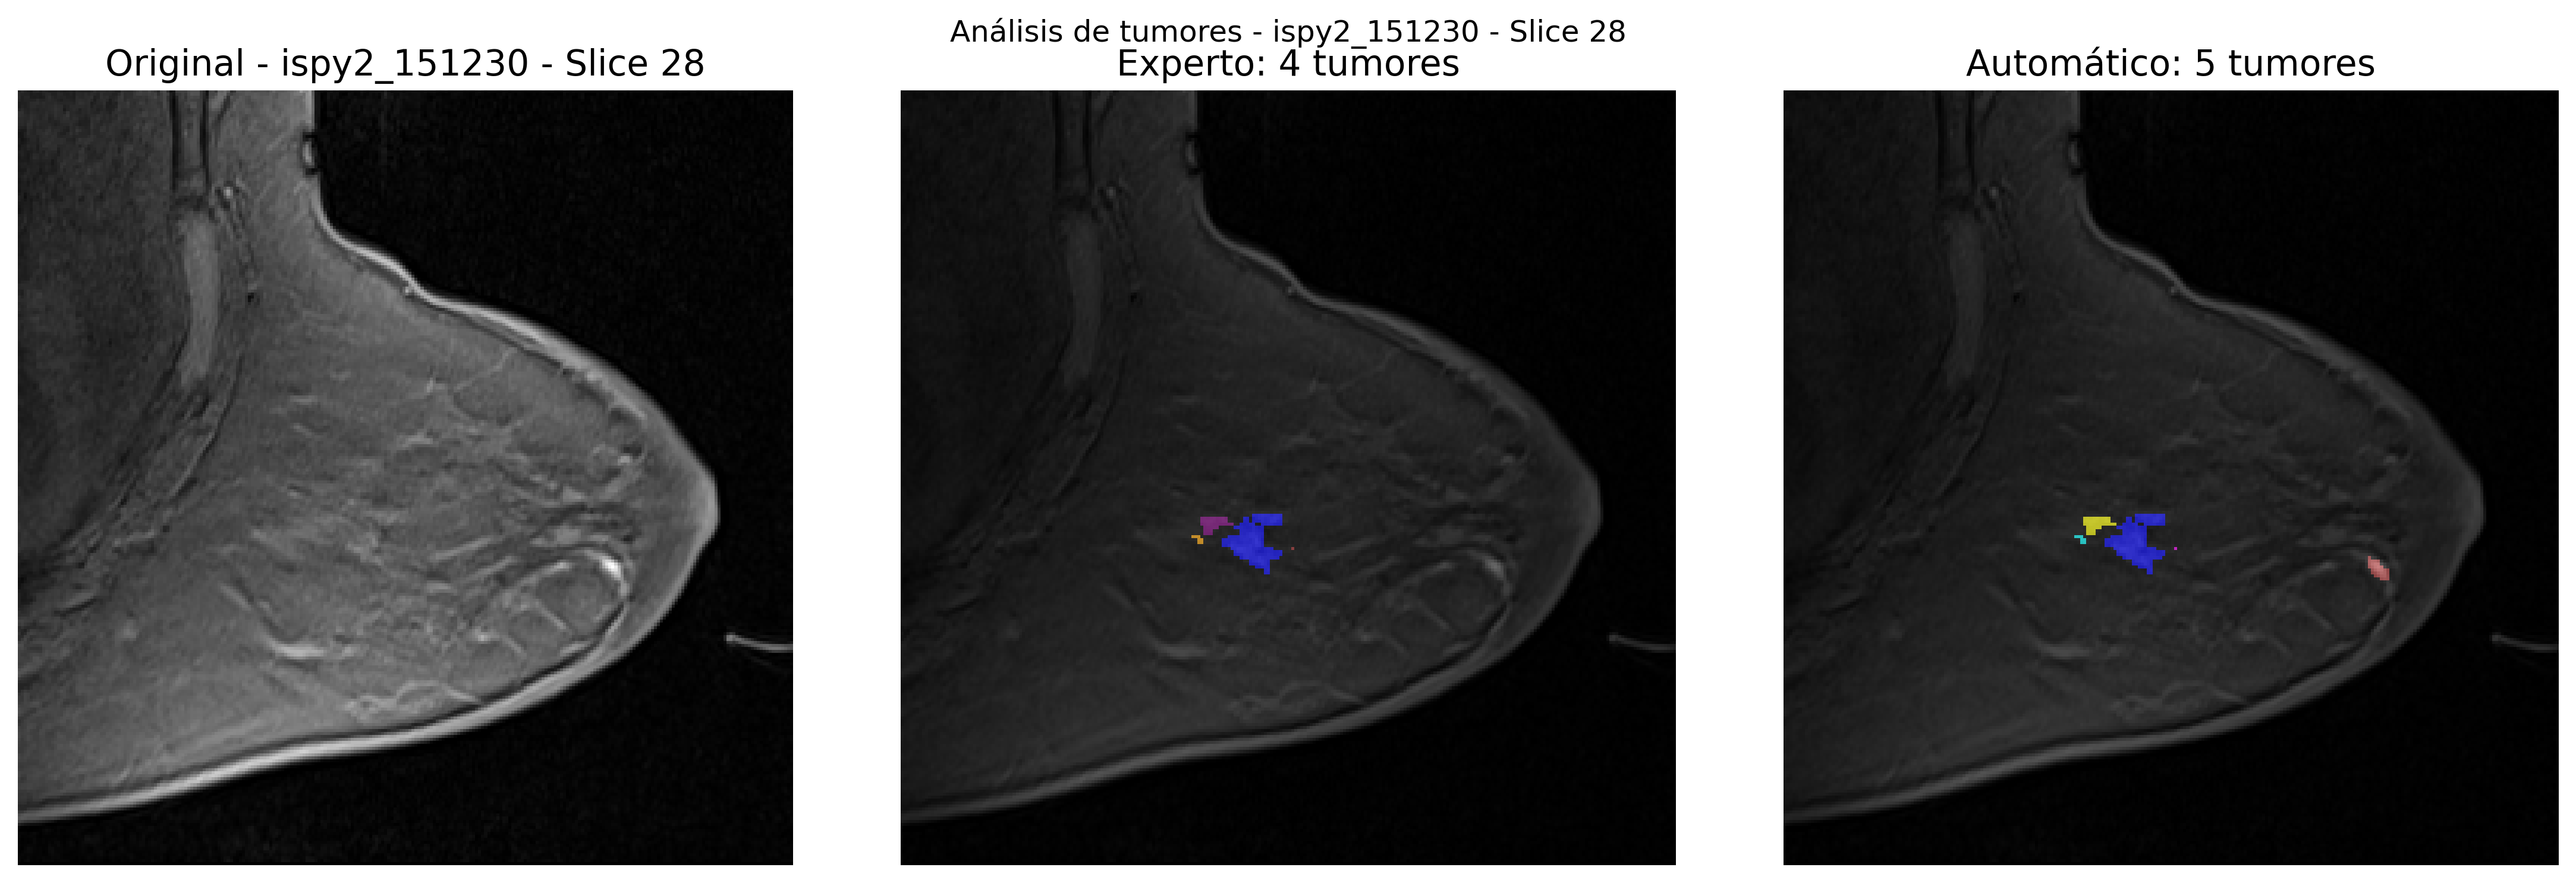 Análisis de tumores - ispy2_151230 - Slice 28
Original - ispy2_151230 - Slice 28
Experto: 4 tumores
Automático: 5 tumores